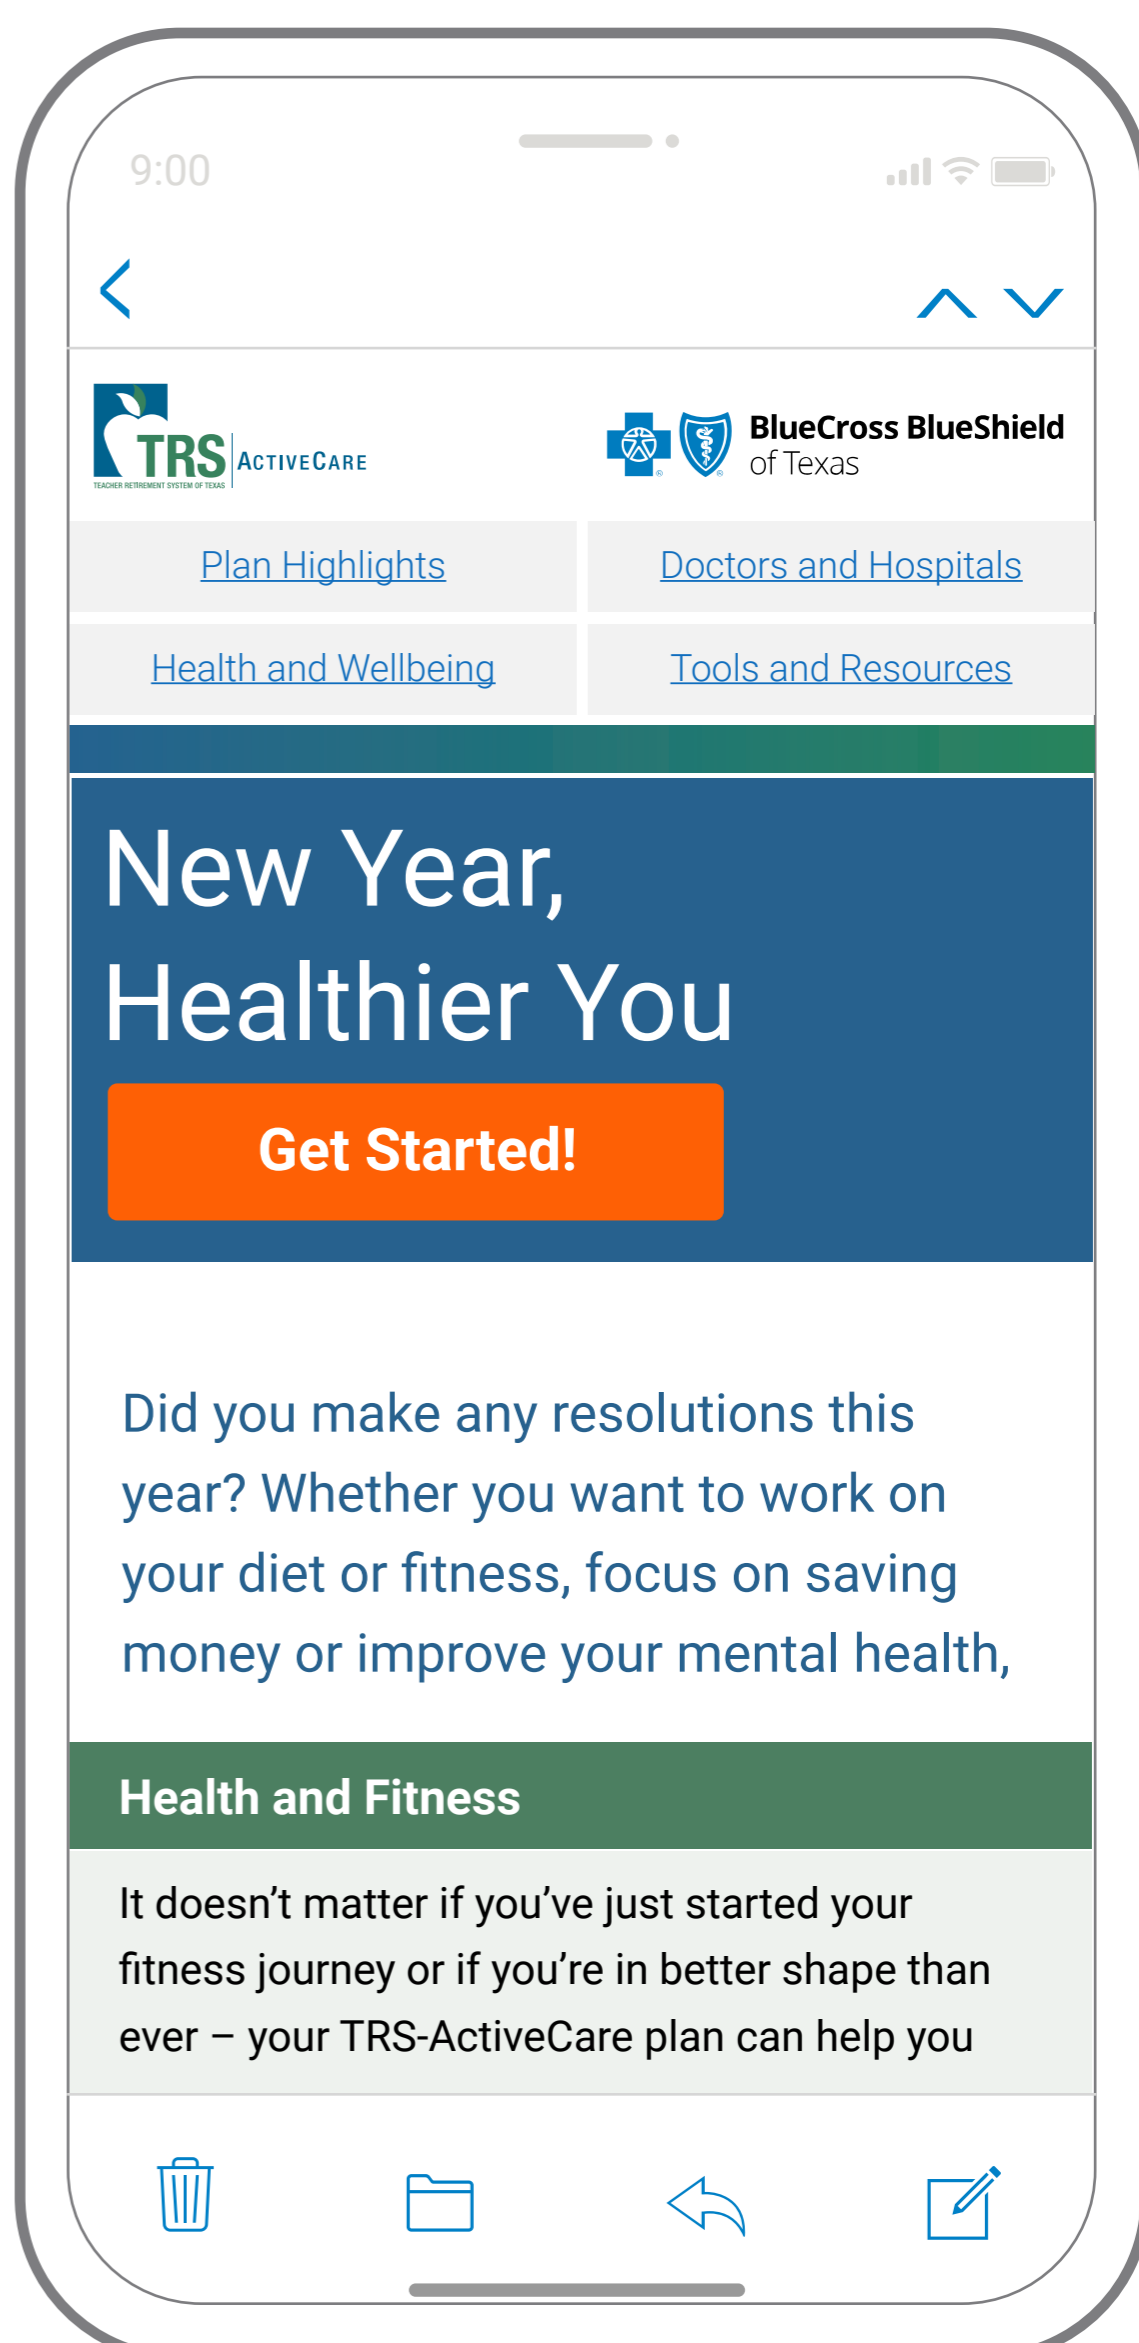 9:00
TRS ACTIVECARE
TEACHER RETIREMENT SYSTEM OF TEXAS
BlueCross BlueShield
of Texas
Plan Highlights
Doctors and Hospitals
Health and Wellbeing
Tools and Resources
New Year,
Healthier You
Get Started!
Did you make any resolutions this
year? Whether you want to work on
your diet or fitness, focus on saving
money or improve your mental health,
Health and Fitness
It doesn’t matter if you’ve just started your
fitness journey or if you’re in better shape than
ever – your TRS-ActiveCare plan can help you